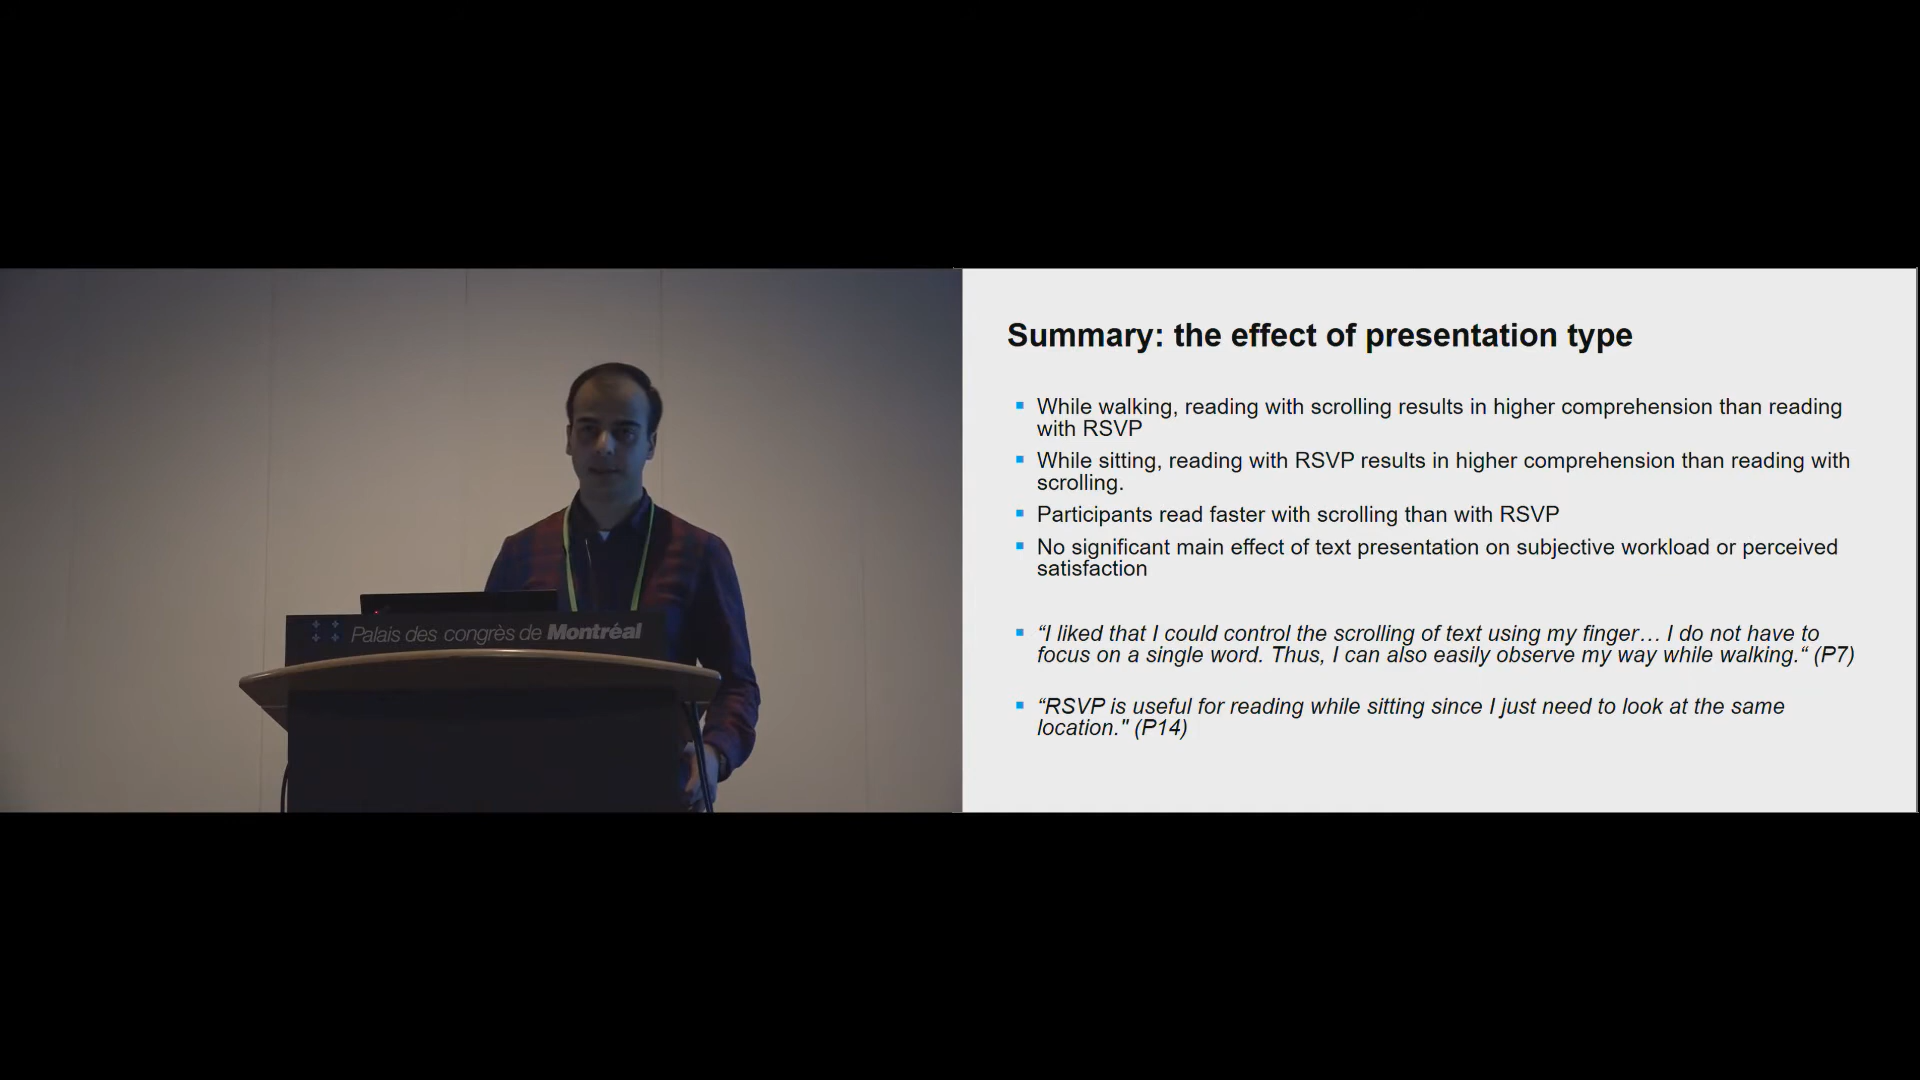 Palais des congrès de Montréal
Summary: the effect of presentation type
While walking, reading with scrolling results in higher comprehension than reading
with RSVP
While sitting, reading with RSVP results in higher comprehension than reading with
scrolling.
Participants read faster with scrolling than with RSVP
No significant main effect of text presentation on subjective workload or perceived
satisfaction
“I liked that I could control the scrolling of text using my finger… I do not have to
focus on a single word. Thus, I can also easily observe my way while walking.“ (P7)
“RSVP is useful for reading while sitting since I just need to look at the same
location." (P14)